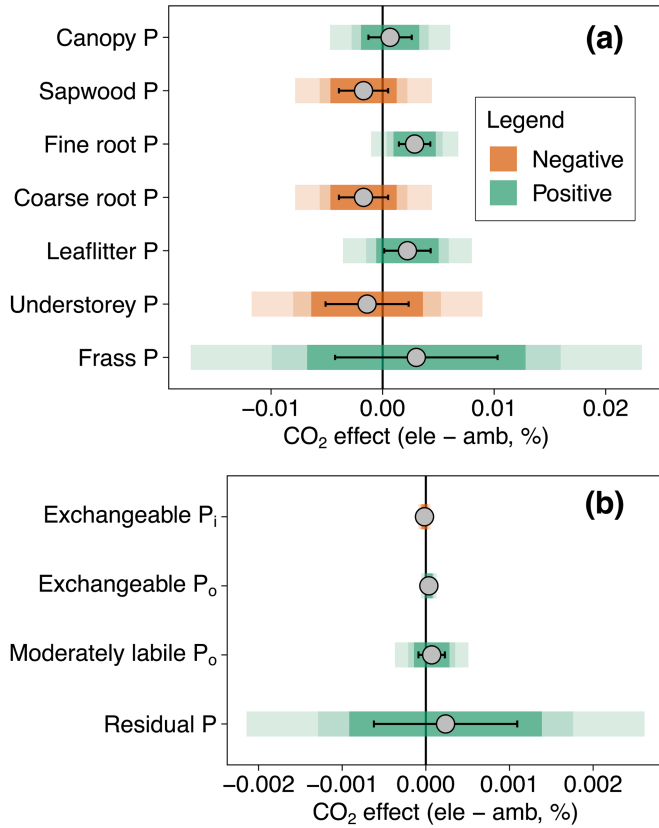 (a)
Canopy P
Sapwood P
Fine root P
Coarse root P
Leaflitter P
Understorey P
Frass P
Legend
Negative
Positive
−0.01 0.00 0.01 0.02
CO₂ effect (ele − amb, %)
(b)
Exchangeable Pᵢ
Exchangeable Pₒ
Moderately labile Pₒ
Residual P
−0.002 −0.001 0.000 0.001 0.002
CO₂ effect (ele − amb, %)